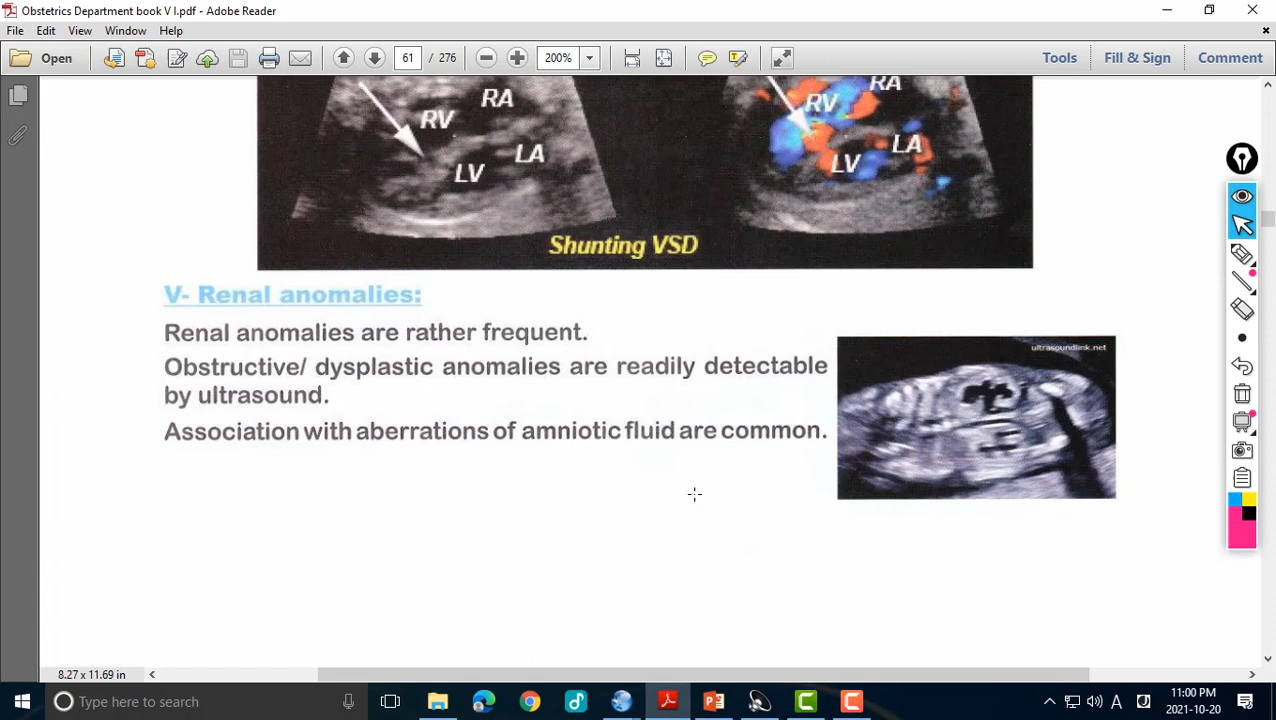 Obstetrics Department book V I.pdf - Adobe Reader
File Edit View Window Help
Open 61 / 276 200% Tools Fill & Sign Comment
RA RA
RV RV
LA LA
LV LV
Shunting VSD
V- Renal anomalies:
Renal anomalies are rather frequent.
Obstructive/ dysplastic anomalies are readily detectable
by ultrasound.
Association with aberrations of amniotic fluid are common.
ultrasoundlink.net
8.27 x 11.69 in
Type here to search
11:00 PM
2021-10-20